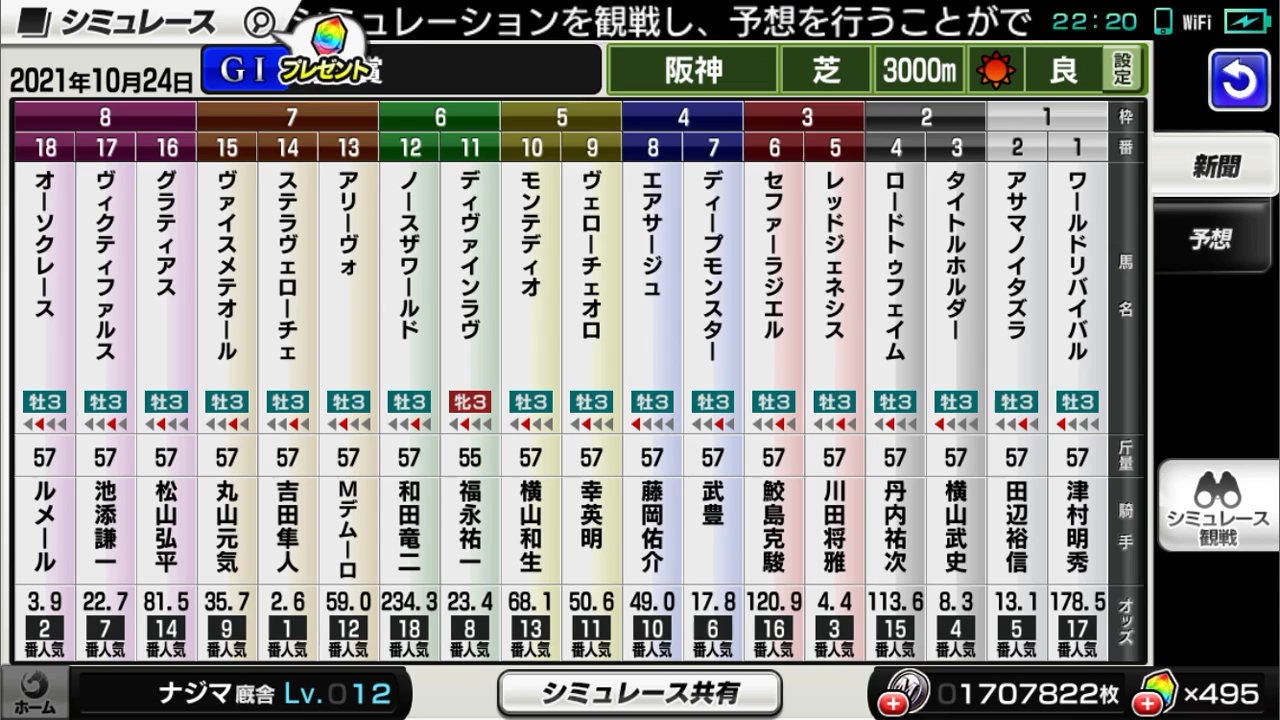 シミュレース
シミュレーションを観戦し、予想を行うことがで
22:20
WiFi
2021年10月24日
GI
賞
プレゼント
阪神
芝
3000m
良
設定
8 7 6 5 4 3 2 1 枠
18 17 16 15 14 13 12 11 10 9 8 7 6 5 4 3 2 1 番
馬名
ワールドリバイバル
アサマノイタズラ
タイトルホルダー
ロードトゥフェイム
レッドジェネシス
セファーラジエル
ディープモンスター
エアサージュ
ヴェローチェオロ
モンテディオ
ディヴァインラヴ
ノースザワールド
アリーヴォ
ステラヴェローチェ
ヴァイスメテオール
グラティアス
ヴィクティファルス
オーソクレース
牡3 牡3 牡3 牡3 牡3 牡3 牡3 牝3 牡3 牡3 牡3 牡3 牡3 牡3 牡3 牡3 牡3 牡3
57 57 57 57 57 57 57 55 57 57 57 57 57 57 57 57 57 57 斤量
騎手
津村明秀
田辺裕信
横山武史
丹内祐次
川田将雅
鮫島克駿
武豊
藤岡佑介
幸英明
横山和生
福永祐一
和田竜二
Mデムーロ
吉田隼人
丸山元気
松山弘平
池添謙一
ルメール
3.9 22.7 81.5 35.7 2.6 59.0 234.3 23.4 68.1 50.6 49.0 17.8 120.9 4.4 113.6 8.3 13.1 178.5 オッズ
2 7 14 9 1 12 18 8 13 11 10 6 16 3 15 4 5 17
番人気 番人気 番人気 番人気 番人気 番人気 番人気 番人気 番人気 番人気 番人気 番人気 番人気 番人気 番人気 番人気 番人気 番人気
新聞
予想
シミュレース
観戦
ホーム
ナジマ厩舎 Lv.012
シミュレース共有
01707822枚
×495